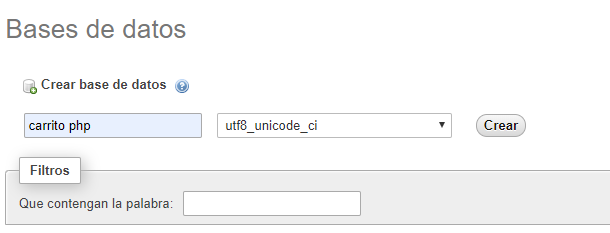 Bases de datos
Crear base de datos
carrito php utf8_unicode_ci Crear
Filtros
Que contengan la palabra: